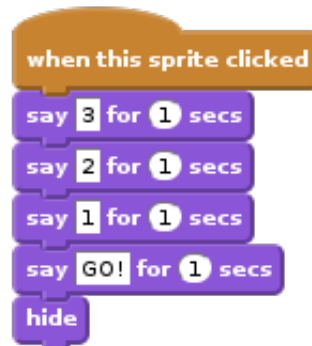 when this sprite clicked
say 3 for 1 secs
say 2 for 1 secs
say 1 for 1 secs
say GO! for 1 secs
hide